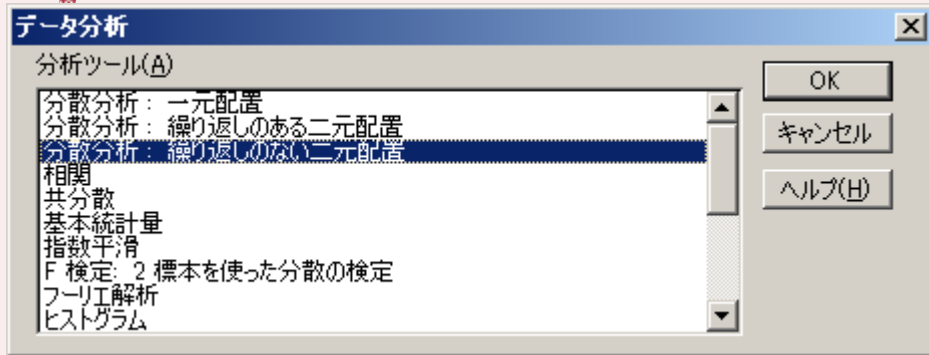 データ分析
分析ツール(A)
分散分析： 一元配置
分散分析： 繰り返しのある二元配置
分散分析： 繰り返しのない二元配置
相関
共分散
基本統計量
指数平滑
F 検定: 2 標本を使った分散の検定
フーリエ解析
ヒストグラム
OK
キャンセル
ヘルプ(H)